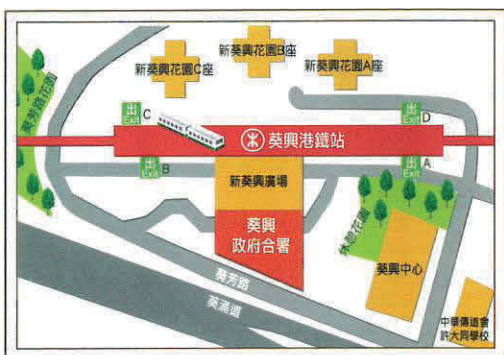 新葵興花園B座
新葵興花園C座
新葵興花園A座
葵芳路花園
出
Exit
C
出
Exit
D
葵興港鐵站
出
Exit
B
出
Exit
A
新葵興廣場
葵興
政府合署
休憩花園
葵興中心
葵芳路
葵涌道
中華傳道會
許大同學校